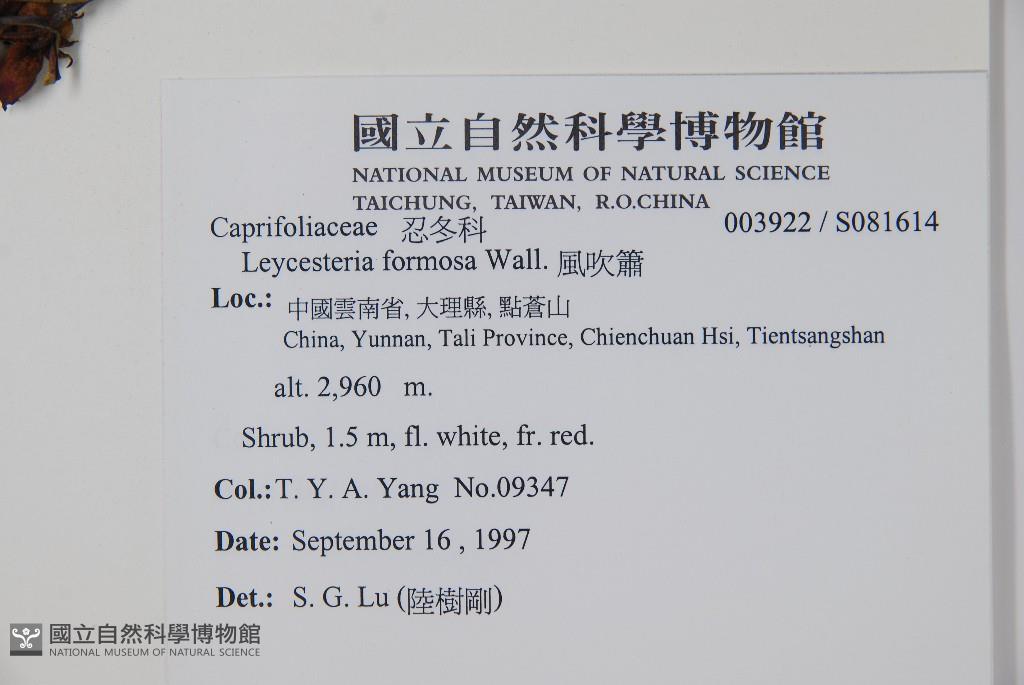 國立自然科學博物館
NATIONAL MUSEUM OF NATURAL SCIENCE
TAICHUNG, TAIWAN, R.O.CHINA
Caprifoliaceae 忍冬科 003922 / S081614
Leycesteria formosa Wall. 風吹簫
Loc.: 中國雲南省, 大理縣, 點蒼山
China, Yunnan, Tali Province, Chienchuan Hsi, Tientsangshan
alt. 2,960 m.
Shrub, 1.5 m, fl. white, fr. red.
Col.: T. Y. A. Yang No.09347
Date: September 16 , 1997
Det.: S. G. Lu (陸樹剛)
國立自然科學博物館
NATIONAL MUSEUM OF NATURAL SCIENCE